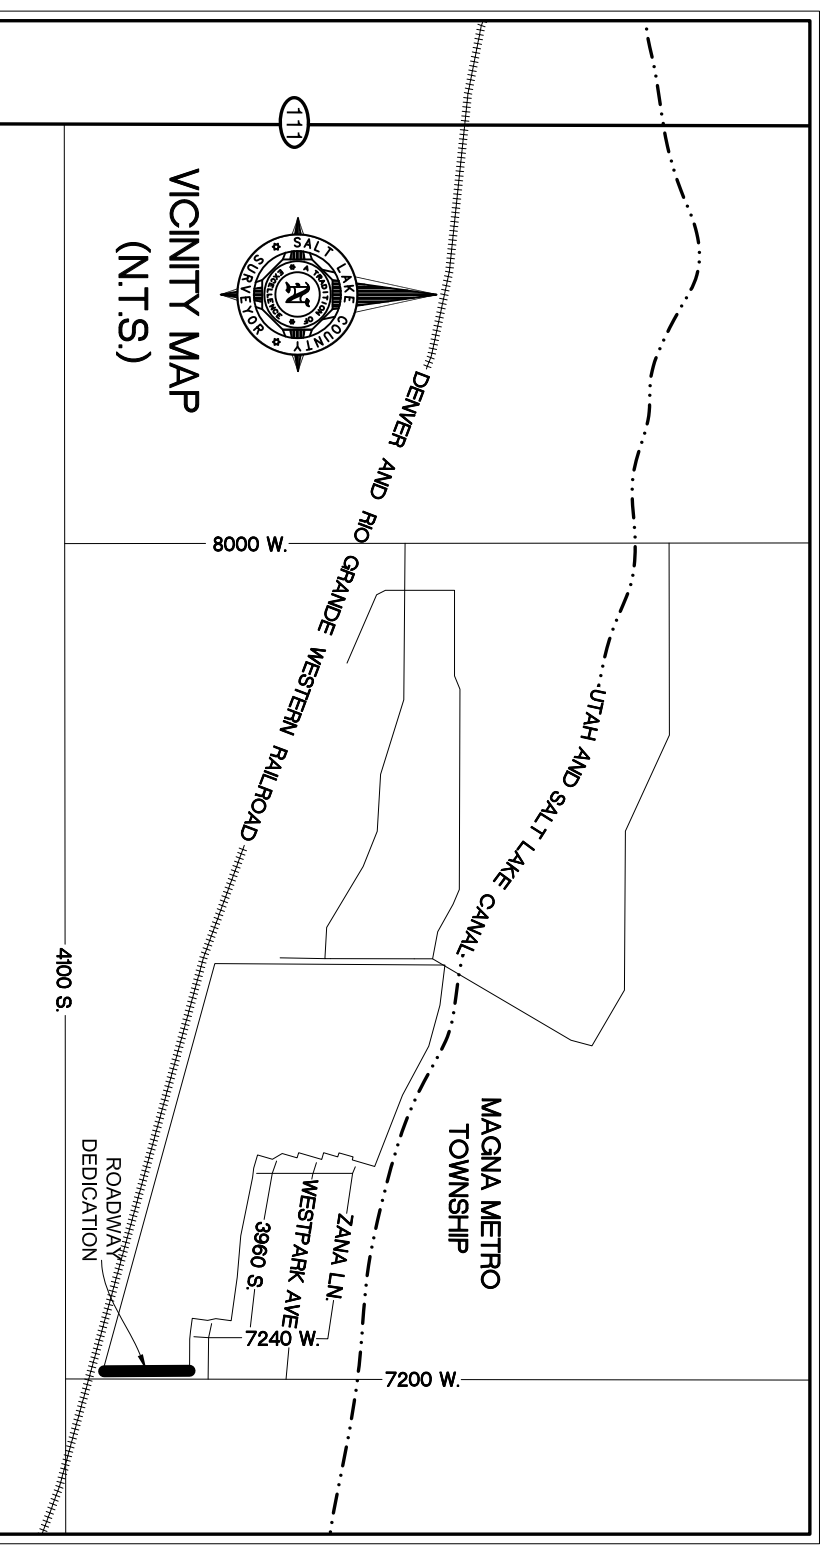 111
VICINITY MAP
(N.T.S.)
SALT LAKE COUNTY
SURVEYOR
A TRADITION OF
EXCELLENCE
N
DENVER AND RIO GRANDE WESTERN RAILROAD
8000 W.
UTAH AND SALT LAKE CANAL
4100 S.
MAGNA METRO
TOWNSHIP
ZANA LN.
WESTPARK AVE
3960 S.
7240 W.
7200 W.
ROADWAY
DEDICATION